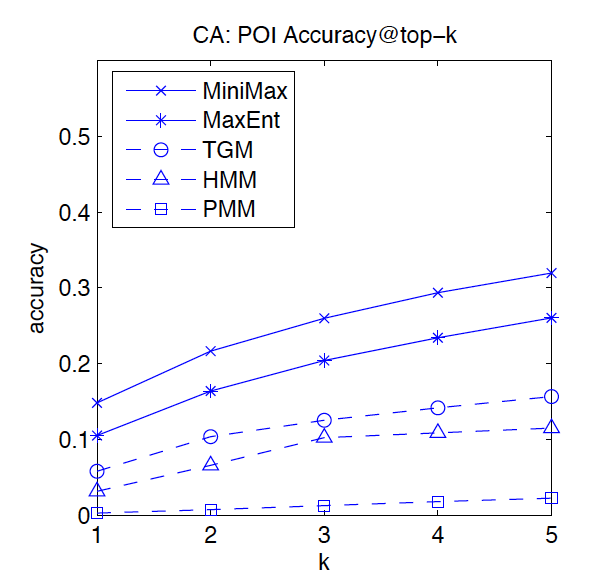 CA: POI Accuracy@top−k
MiniMax
MaxEnt
TGM
HMM
PMM
0.5
0.4
0.3
0.2
0.1
0
accuracy
1 2 3 4 5
k